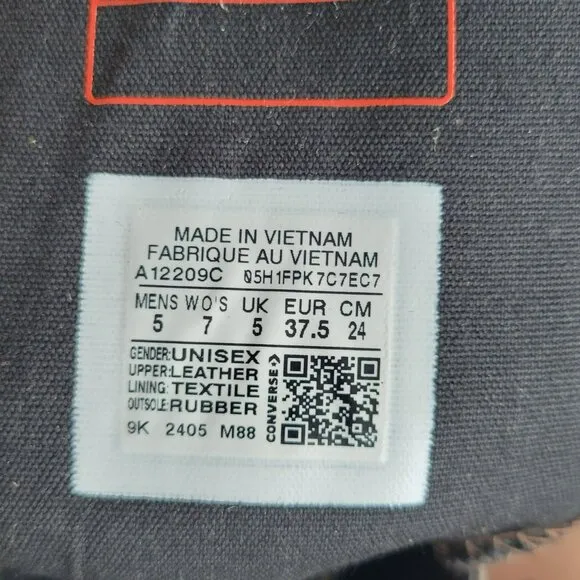 MADE IN VIETNAM
FABRIQUE AU VIETNAM
A12209C 05H1FPK7C7EC7
MENS WO'S UK EUR CM
5 7 5 37.5 24
GENDER:UNISEX
UPPER:LEATHER
LINING:TEXTILE
OUTSOLE:RUBBER
9K 2405 M88
CONVERSE